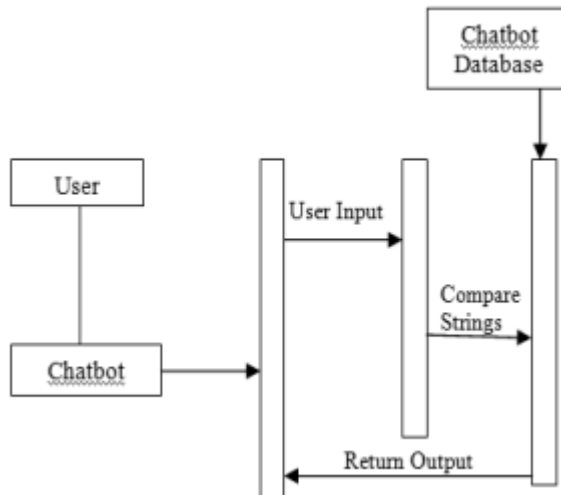 Chatbot
Database
User
User Input
Compare
Strings
Chatbot
Return Output